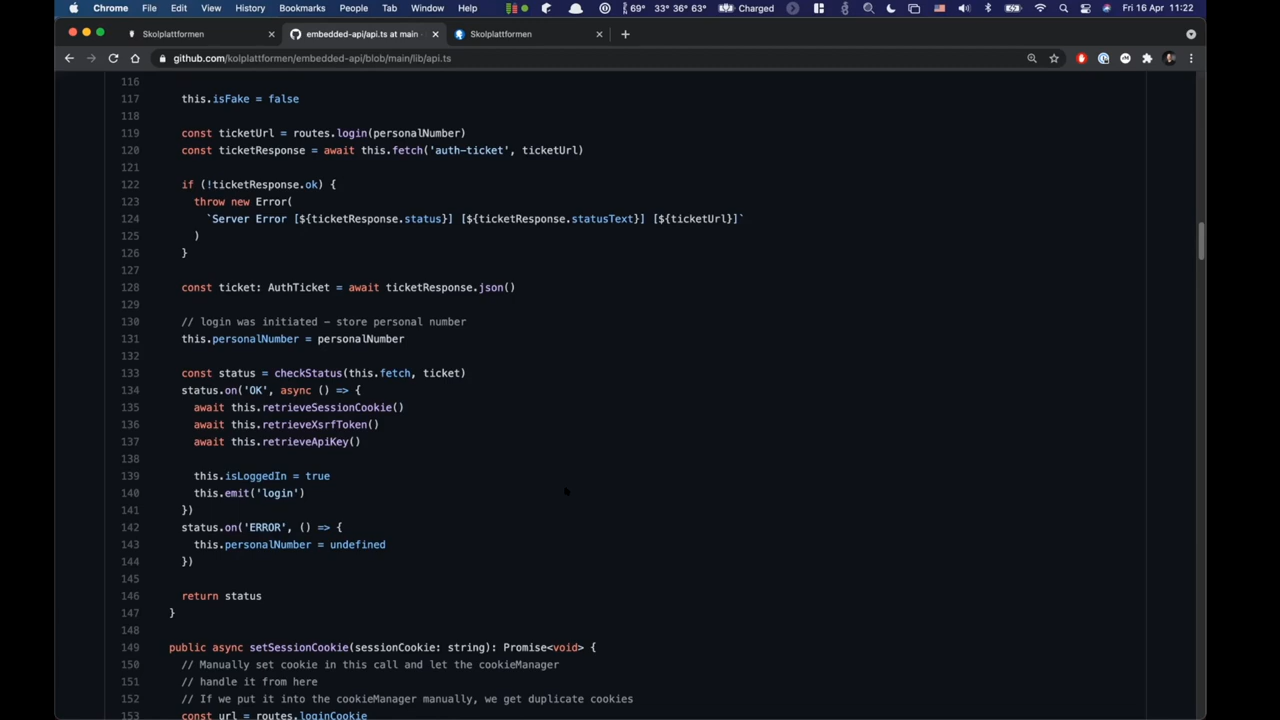 Chrome File Edit View History Bookmarks People Tab Window Help 69° 33° 36° 63° Charged Fri 16 Apr 11:22
Skolplattformen embedded-api/api.ts at main Skolplattformen
github.com/kolplattformen/embedded-api/blob/main/lib/api.ts
116
117 this.isFake = false
118
119 const ticketUrl = routes.login(personalNumber)
120 const ticketResponse = await this.fetch('auth-ticket', ticketUrl)
121
122 if (!ticketResponse.ok) {
123 throw new Error(
124 `Server Error [${ticketResponse.status}] [${ticketResponse.statusText}] [${ticketUrl}]`
125 )
126 }
127
128 const ticket: AuthTicket = await ticketResponse.json()
129
130 // login was initiated – store personal number
131 this.personalNumber = personalNumber
132
133 const status = checkStatus(this.fetch, ticket)
134 status.on('OK', async () => {
135 await this.retrieveSessionCookie()
136 await this.retrieveXsrfToken()
137 await this.retrieveApiKey()
138
139 this.isLoggedIn = true
140 this.emit('login')
141 })
142 status.on('ERROR', () => {
143 this.personalNumber = undefined
144 })
145
146 return status
147 }
148
149 public async setSessionCookie(sessionCookie: string): Promise<void> {
150 // Manually set cookie in this call and let the cookieManager
151 // handle it from here
152 // If we put it into the cookieManager manually, we get duplicate cookies
153 const url = routes.loginCookie